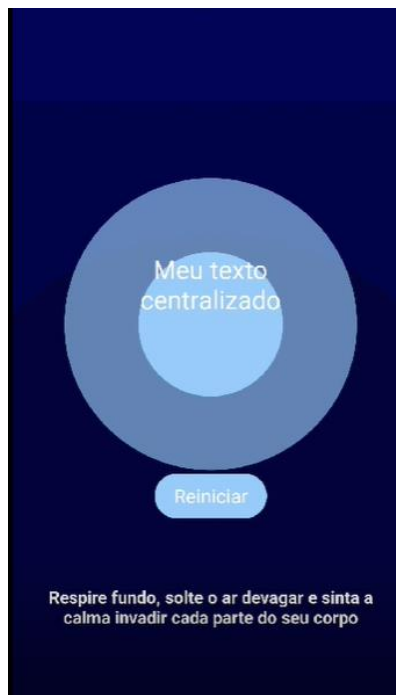 Meu texto
centralizado
Reiniciar
Respire fundo, solte o ar devagar e sinta a
calma invadir cada parte do seu corpo